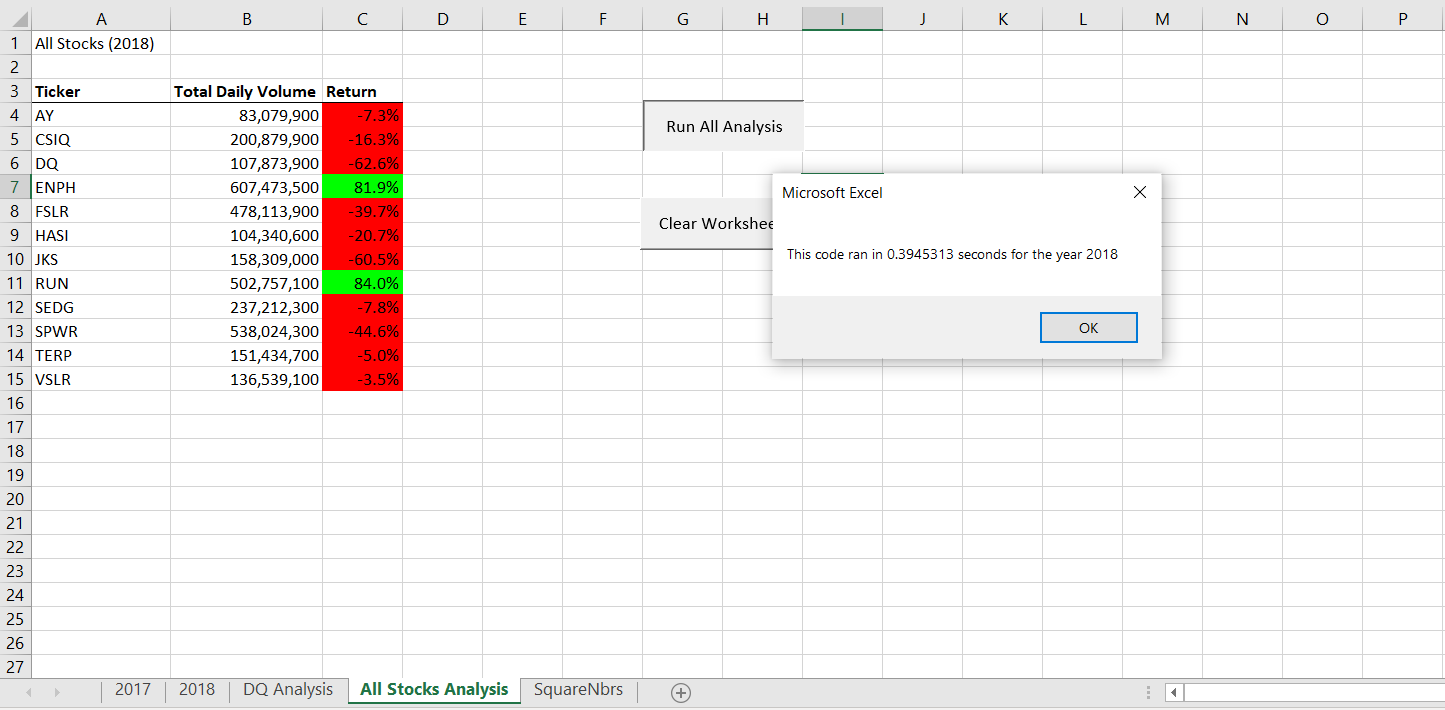 A B C D E F G H I J K L M N O P
1 All Stocks (2018)
2
3 Ticker Total Daily Volume Return
4 AY 83,079,900 -7.3%
5 CSIQ 200,879,900 -16.3%
6 DQ 107,873,900 -62.6%
7 ENPH 607,473,500 81.9%
8 FSLR 478,113,900 -39.7%
9 HASI 104,340,600 -20.7%
10 JKS 158,309,000 -60.5%
11 RUN 502,757,100 84.0%
12 SEDG 237,212,300 -7.8%
13 SPWR 538,024,300 -44.6%
14 TERP 151,434,700 -5.0%
15 VSLR 136,539,100 -3.5%
16
17
18
19
20
21
22
23
24
25
26
27
Run All Analysis
Clear Workshee
Microsoft Excel
This code ran in 0.3945313 seconds for the year 2018
OK
2017 2018 DQ Analysis All Stocks Analysis SquareNbrs